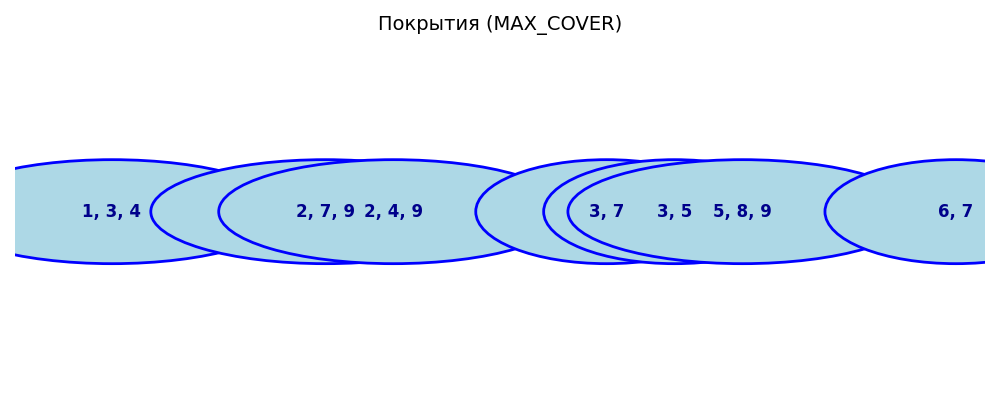 Покрытия (MAX_COVER)
1, 3, 4 2, 7, 9 2, 4, 9 3, 7 3, 5 5, 8, 9 6, 7